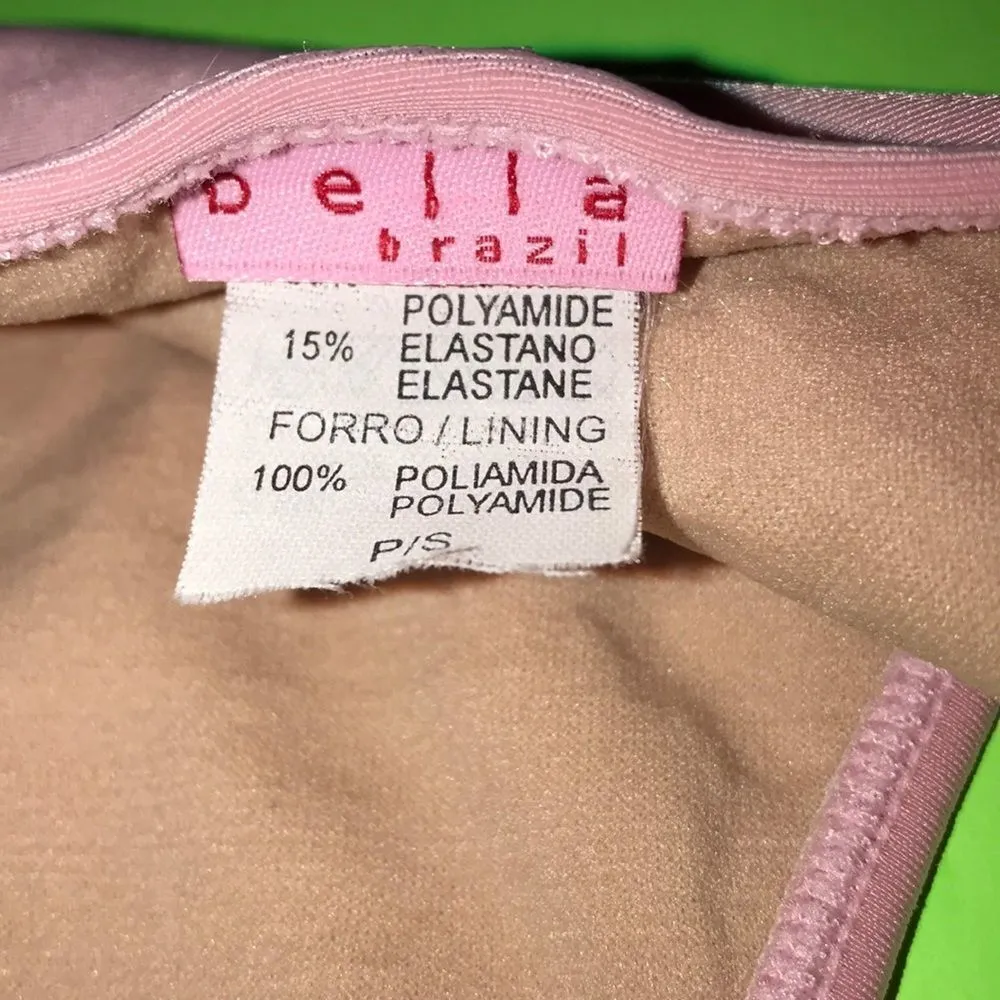 bella
brazil
POLYAMIDE
15% ELASTANO
ELASTANE
FORRO / LINING
100% POLIAMIDA
POLYAMIDE
P/S